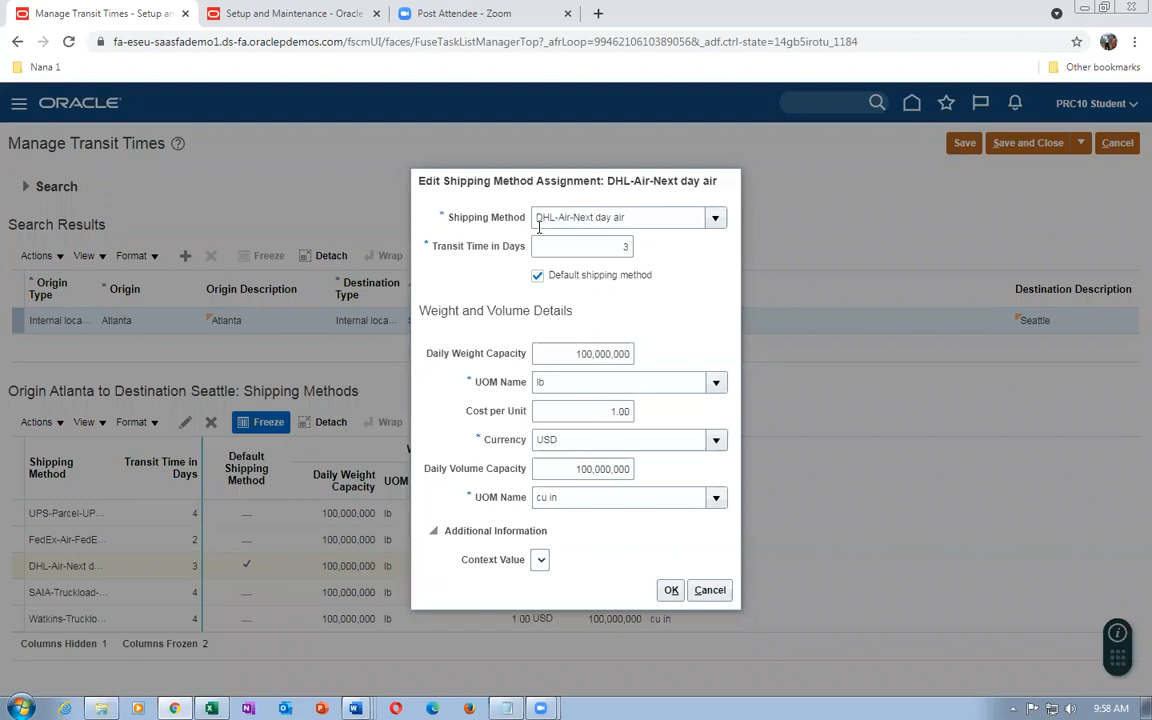 Manage Transit Times - Setup an
Setup and Maintenance - Oracle
Post Attendee - Zoom
fa-eseu-saasfademo1.ds-fa.oraclepdemos.com/fscmUI/faces/FuseTaskListManagerTop?_afrLoop=99462106103890568&_adf.ctrl-state=14gb5irotu_1184
Nana 1
Other bookmarks
ORACLE
PRC10 Student
Manage Transit Times
Save
Save and Close
Cancel
Search
Search Results
Actions View Format Freeze Detach Wrap
* Origin Type
* Origin
Origin Description
* Destination Type
Destination Description
Internal loca... Atlanta Atlanta Internal loca... Seattle
Origin Atlanta to Destination Seattle: Shipping Methods
Actions View Format Freeze Detach Wrap
Shipping Method
Transit Time in Days
Default Shipping Method
Daily Weight Capacity
UOM
UPS-Parcel-UP... 4 — 100,000,000 lb
FedEx-Air-FedE... 2 — 100,000,000 lb
DHL-Air-Next d... 3 100,000,000 lb
SAIA-Truckload-... 4 — 100,000,000 lb
Watkins-Trucklo... 4 — 100,000,000 lb 1.00 USD 100,000,000 cu in
Columns Hidden 1 Columns Frozen 2
Edit Shipping Method Assignment: DHL-Air-Next day air
* Shipping Method DHL-Air-Next day air
* Transit Time in Days 3
Default shipping method
Weight and Volume Details
Daily Weight Capacity 100,000,000
* UOM Name lb
Cost per Unit 1.00
* Currency USD
Daily Volume Capacity 100,000,000
* UOM Name cu in
Additional Information
Context Value
OK Cancel
9:58 AM